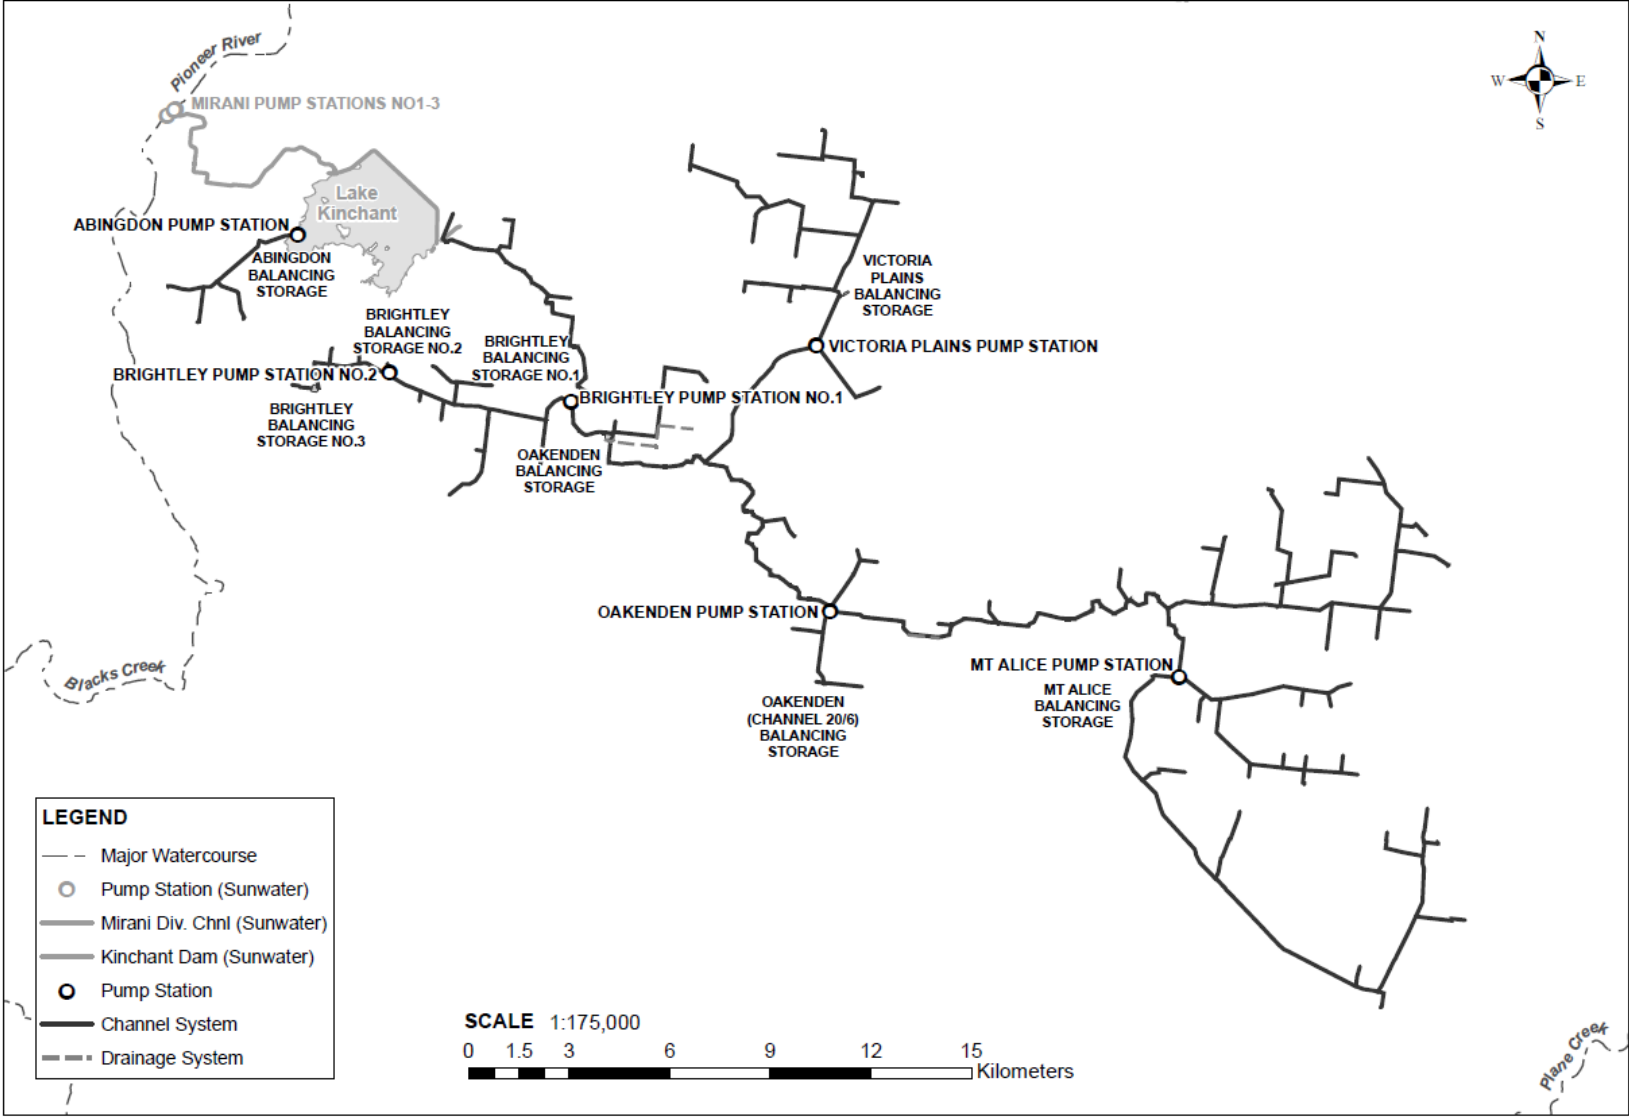 Pioneer River
N
W
E
S
MIRANI PUMP STATIONS NO1-3
Lake
Kinchant
ABINGDON PUMP STATION
ABINGDON
BALANCING
STORAGE
VICTORIA
PLAINS
BALANCING
STORAGE
BRIGHTLEY
BALANCING
STORAGE NO.2
BRIGHTLEY
BALANCING
STORAGE NO.1
VICTORIA PLAINS PUMP STATION
BRIGHTLEY PUMP STATION NO.2
BRIGHTLEY PUMP STATION NO.1
BRIGHTLEY
BALANCING
STORAGE NO.3
OAKENDEN
BALANCING
STORAGE
OAKENDEN PUMP STATION
Blacks Creek
MT ALICE PUMP STATION
MT ALICE
BALANCING
STORAGE
OAKENDEN
(CHANNEL 20/6)
BALANCING
STORAGE
LEGEND
Major Watercourse
Pump Station (Sunwater)
Mirani Div. Chnl (Sunwater)
Kinchant Dam (Sunwater)
Pump Station
Channel System
Drainage System
SCALE 1:175,000
0 1.5 3 6 9 12 15
Kilometers
Plane Creek